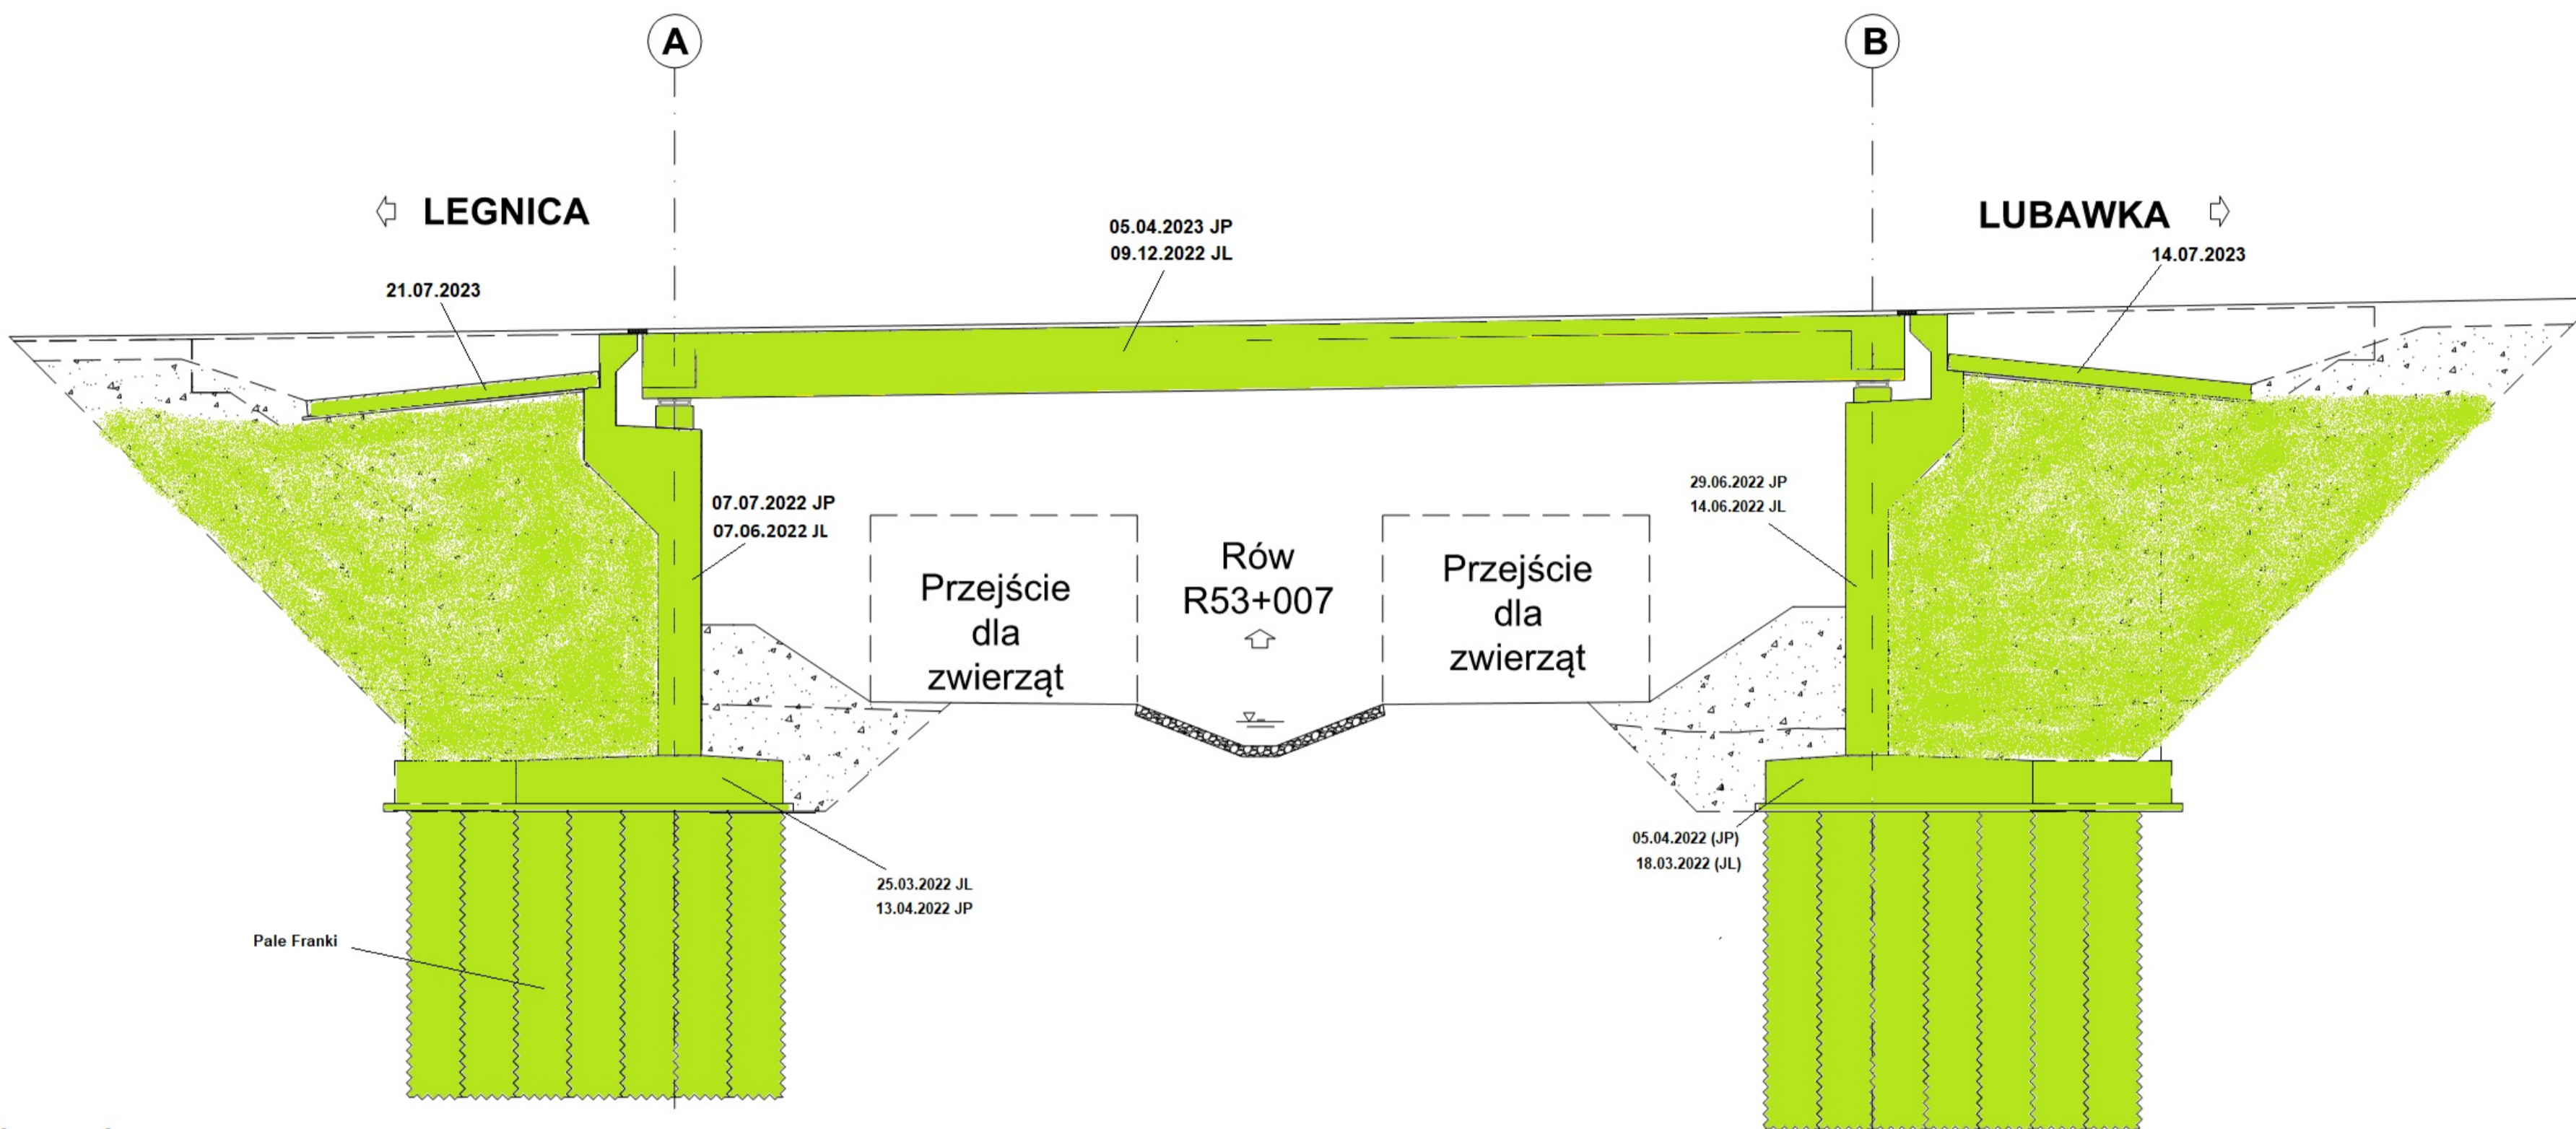 A
B
LEGNICA
LUBAWKA
05.04.2023 JP
09.12.2022 JL
14.07.2023
21.07.2023
07.07.2022 JP
07.06.2022 JL
29.06.2022 JP
14.06.2022 JL
Przejście
dla
zwierząt
Rów
R53+007
Przejście
dla
zwierząt
05.04.2022 (JP)
18.03.2022 (JL)
25.03.2022 JL
13.04.2022 JP
Pale Franki